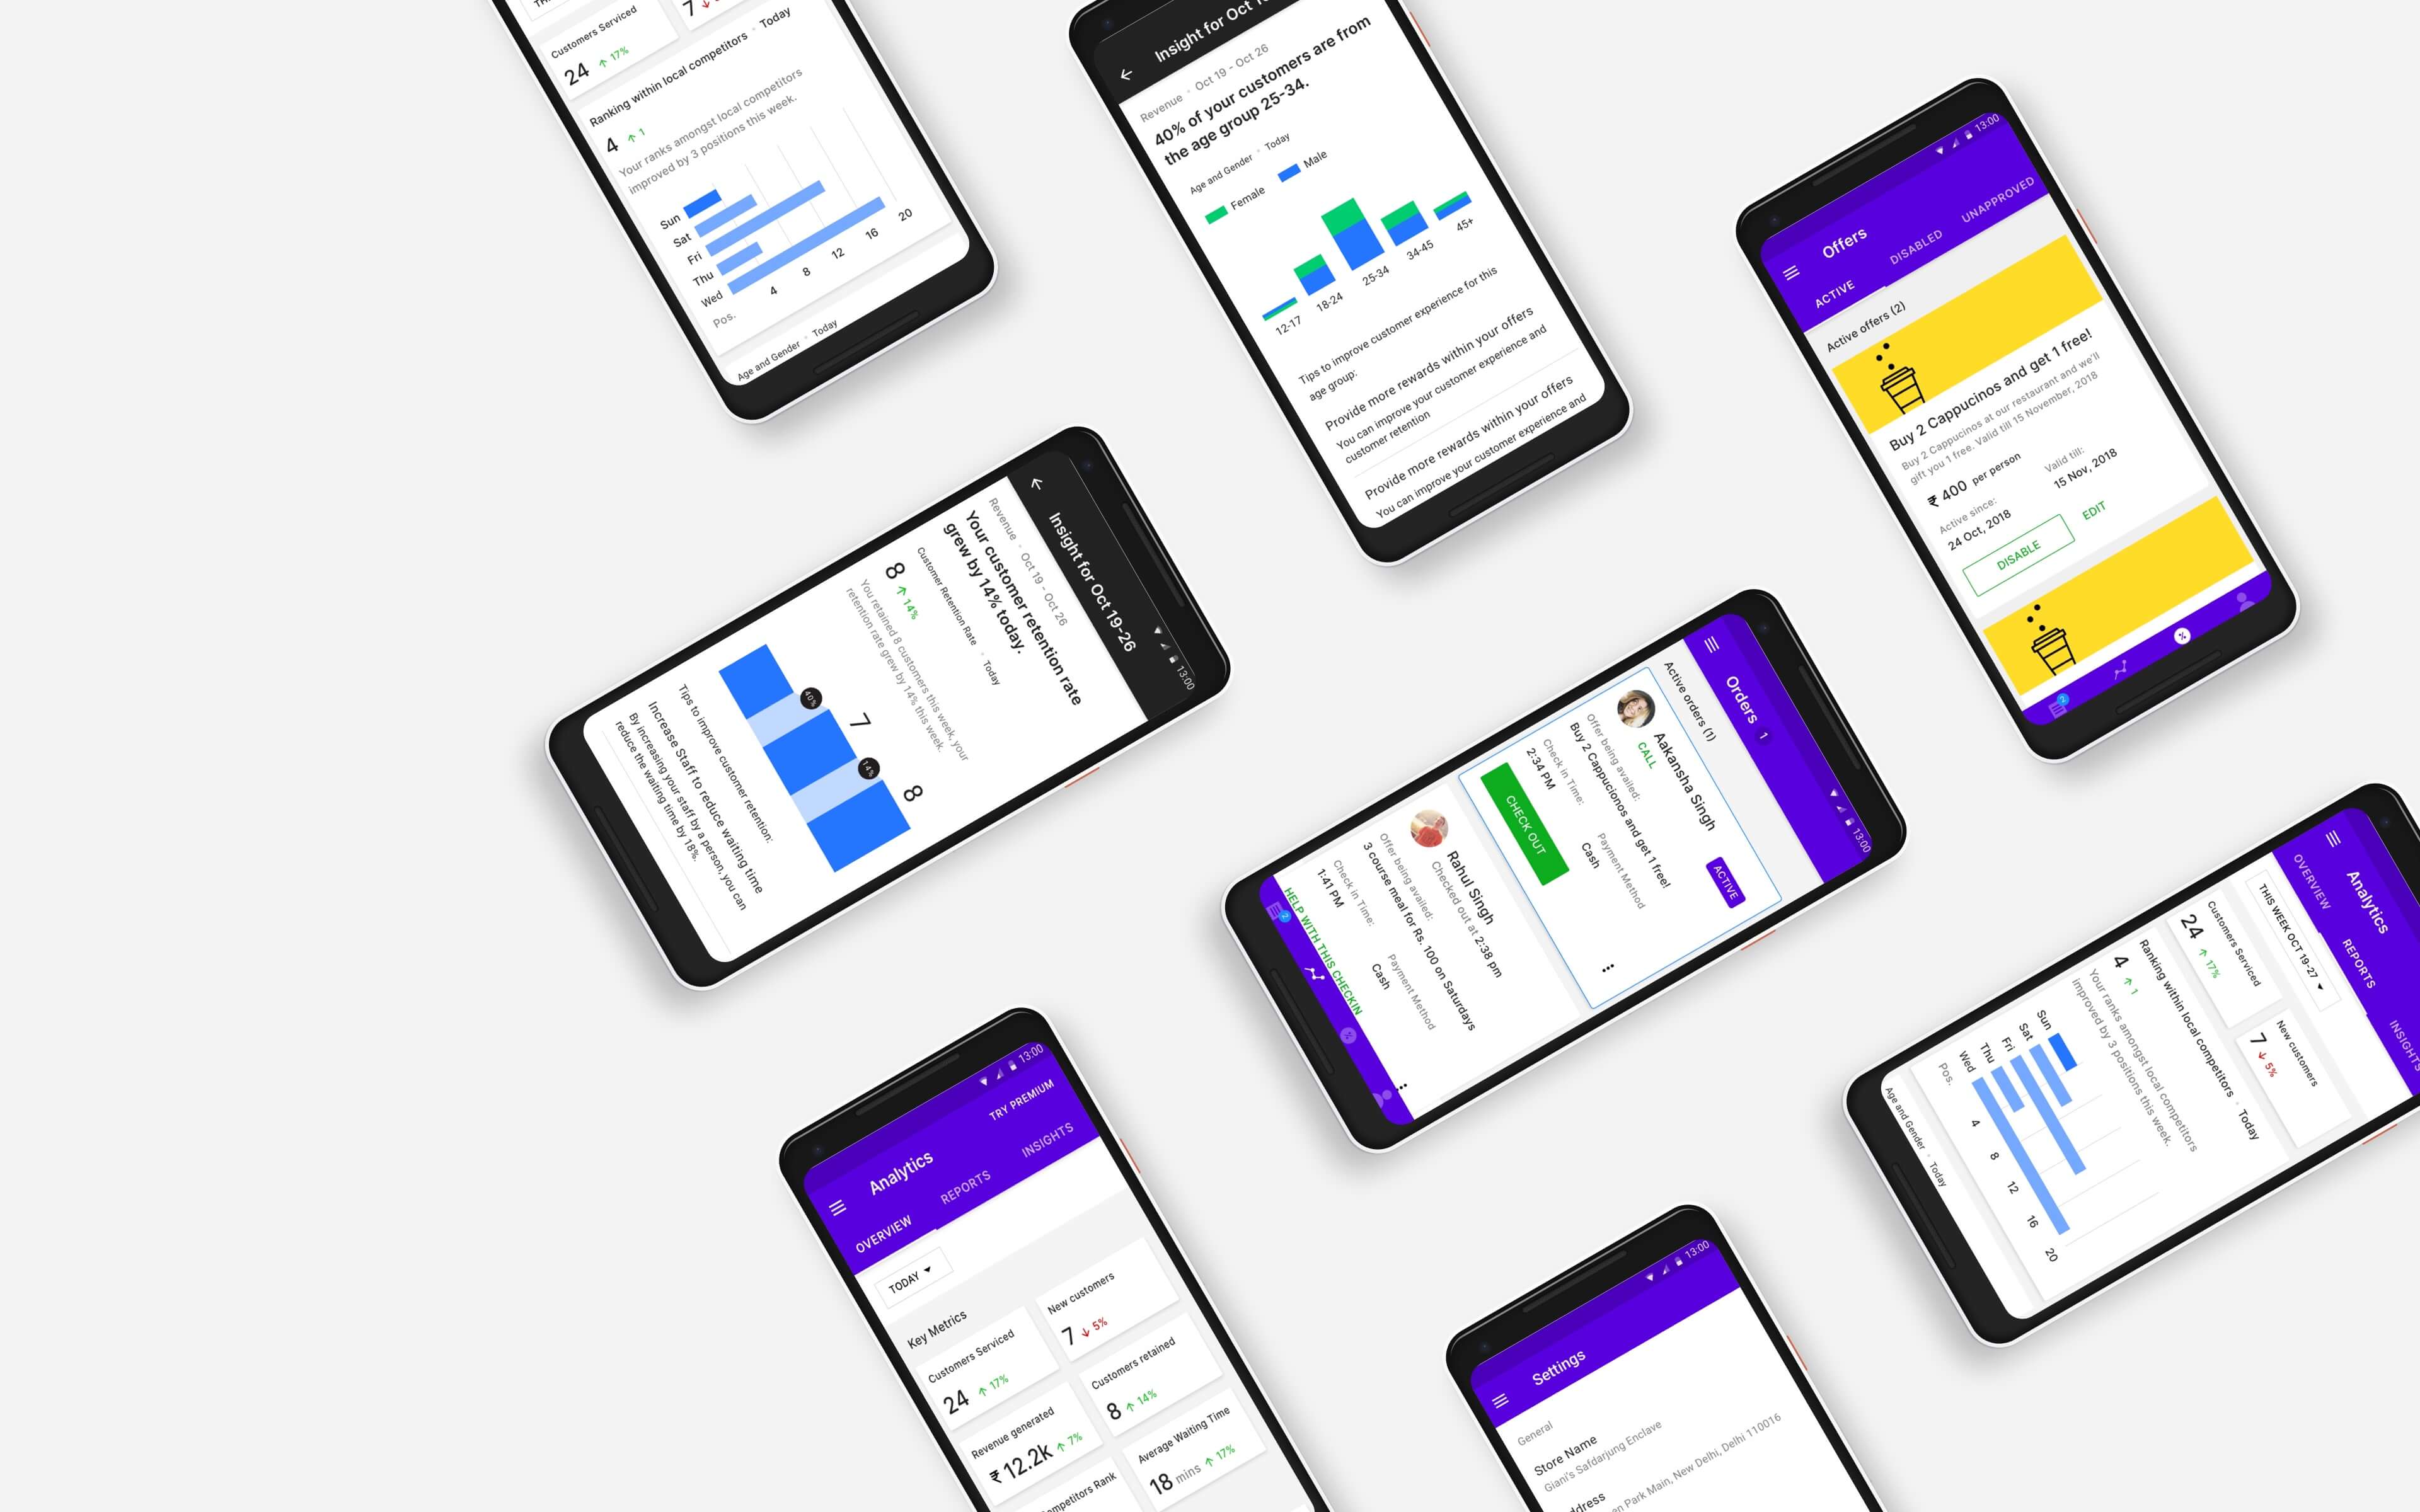 Customers Serviced
24 ↑ 17%
7
Ranking within local competitors • Today
4 ↑ 1
Your ranks amongst local competitors
improved by 3 positions this week.
Sun
Sat
Fri
Thu
Wed
Pos.
4 8 12 16 20
Age and Gender • Today
Insight for Oct
Revenue • Oct 19 - Oct 26
40% of your customers are from
the age group 25-34.
Age and Gender • Today
Female Male
12-17 18-24 25-34 34-45 45+
Tips to improve customer experience for this
age group:
Provide more rewards within your offers
You can improve your customer experience and
customer retention
Provide more rewards within your offers
You can improve your customer experience and
13:00
Offers
ACTIVE DISABLED UNAPPROVED
Active offers (2)
Buy 2 Cappucinos and get 1 free!
Buy 2 Cappucinos at our restaurant and we'll
gift you 1 free. Valid till 15 November, 2018
₹ 400 per person
Active since: Valid till:
24 Oct, 2018 15 Nov, 2018
DISABLE EDIT
2
13:00
Insight for Oct 19-26
Revenue • Oct 19 - Oct 26
Your customer retention rate
grew by 14% today.
Customer Retention Rate • Today
8 ↑ 14%
You retained 8 customers this week, your
retention rate grew by 14% this week.
7 8
40% 14%
Tips to improve customer retention:
Increase Staff to reduce waiting time
By increasing your staff by a person, you can
reduce the waiting time by 18%.
13:00
Orders 1
Active orders (1)
Aakansha Singh ACTIVE
CALL
Offer being availed:
Buy 2 Cappucionos and get 1 free!
Check in Time: Payment Method
2:34 PM Cash
CHECK OUT
Rahul Singh
Checked out at 2:38 pm
Offer being availed:
3 course meal for Rs. 100 on Saturdays
Check in Time: Payment Method
1:41 PM Cash
HELP WITH THIS CHECKIN
2
Analytics
OVERVIEW REPORTS INSIGHTS
THIS WEEK OCT 19-27
Customers Serviced New customers
24 ↑ 17% 7 ↓ 5%
Ranking within local competitors • Today
4 ↑ 1
Your ranks amongst local competitors
improved by 3 positions this week.
Sun
Sat
Fri
Thu
Wed
Pos.
4 8 12 16 20
Age and Gender • Today
13:00
Analytics TRY PREMIUM
OVERVIEW REPORTS INSIGHTS
TODAY
Key Metrics
Customers Serviced New customers
24 ↑ 17% 7 ↓ 5%
Revenue generated Customers retained
₹ 12.2k ↑ 7% 8 ↑ 14%
Average Waiting Time
18 mins ↑ 17%
Rank
13:00
Settings
General
Store Name
Giani's Safdarjung Enclave
Park Main, New Delhi, Delhi 110016